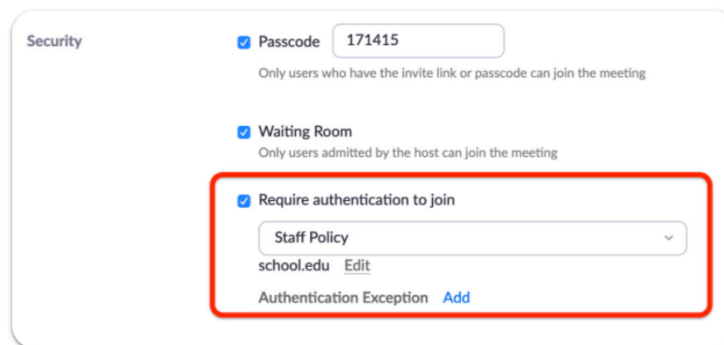 Security
Passcode 171415
Only users who have the invite link or passcode can join the meeting
Waiting Room
Only users admitted by the host can join the meeting
Require authentication to join
Staff Policy
school.edu Edit
Authentication Exception Add